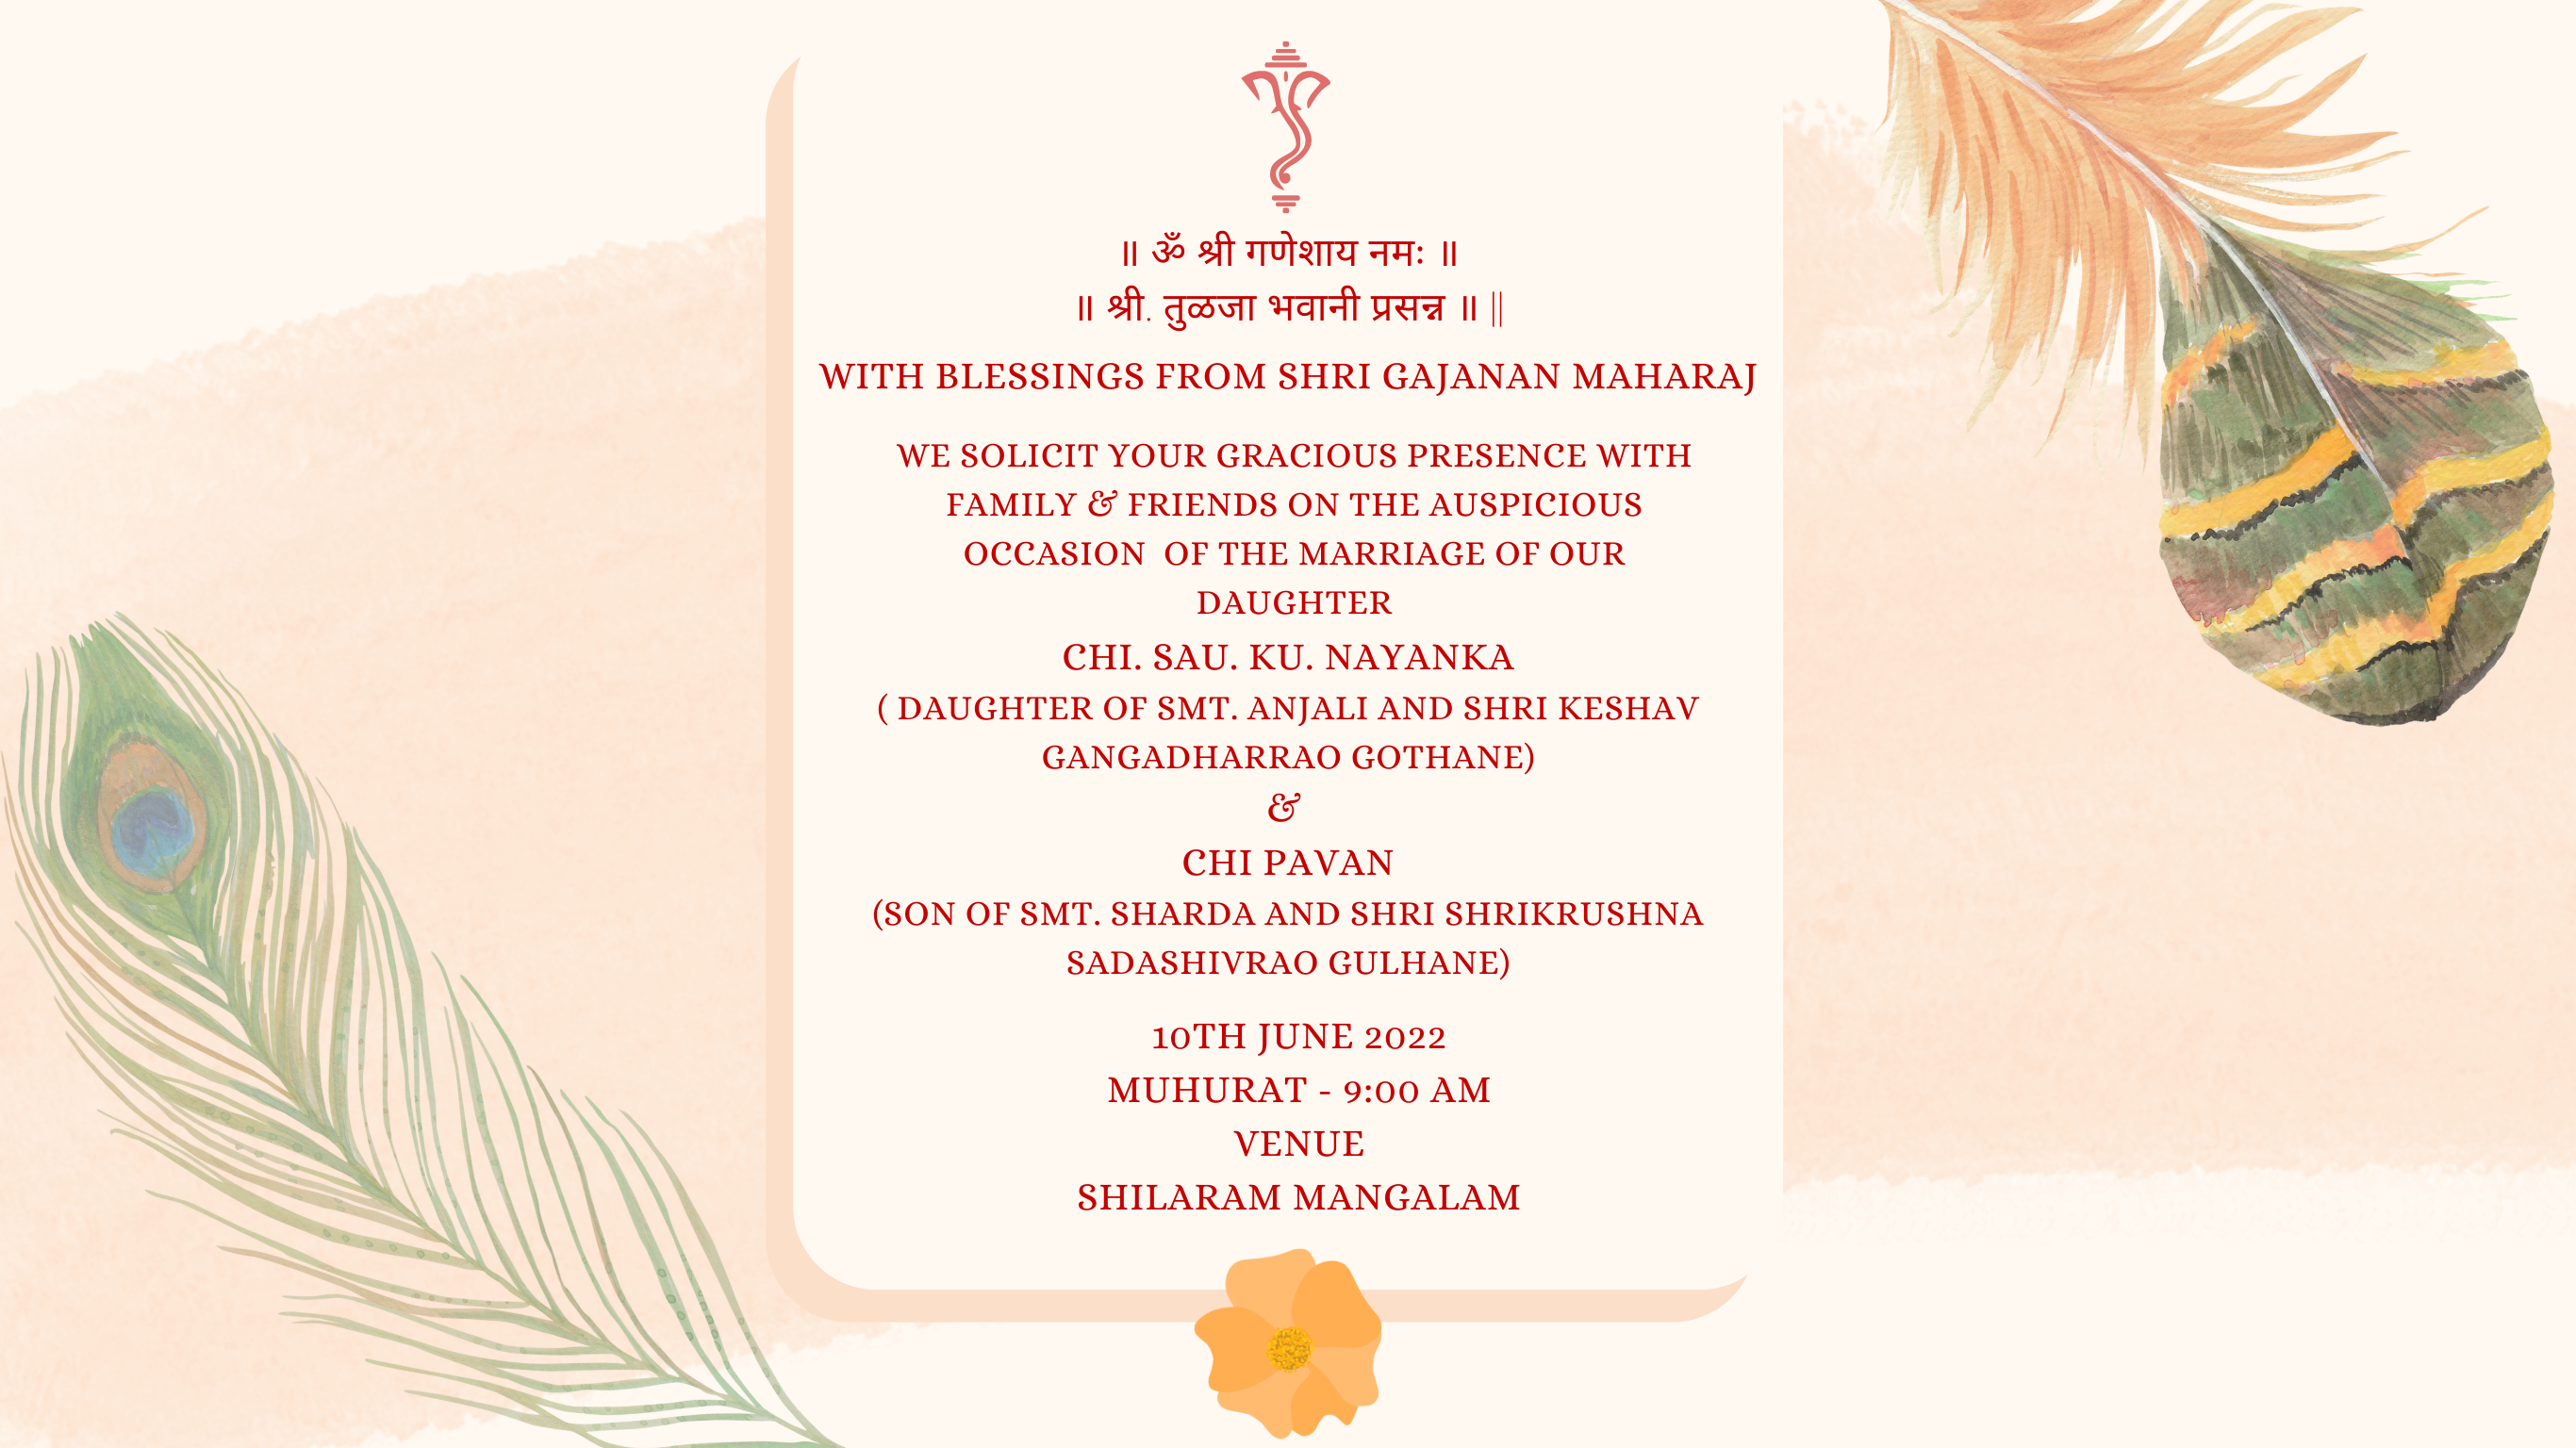 ॥ ॐ श्री गणेशाय नमः ॥
॥ श्री. तुळजा भवानी प्रसन्न ॥ ||
WITH BLESSINGS FROM SHRI GAJANAN MAHARAJ
WE SOLICIT YOUR GRACIOUS PRESENCE WITH
FAMILY & FRIENDS ON THE AUSPICIOUS
OCCASION OF THE MARRIAGE OF OUR
DAUGHTER
CHI. SAU. KU. NAYANKA
( DAUGHTER OF SMT. ANJALI AND SHRI KESHAV
GANGADHARRAO GOTHANE)
&
CHI PAVAN
(SON OF SMT. SHARDA AND SHRI SHRIKRUSHNA
SADASHIVRAO GULHANE)
10TH JUNE 2022
MUHURAT - 9:00 AM
VENUE
SHILARAM MANGALAM